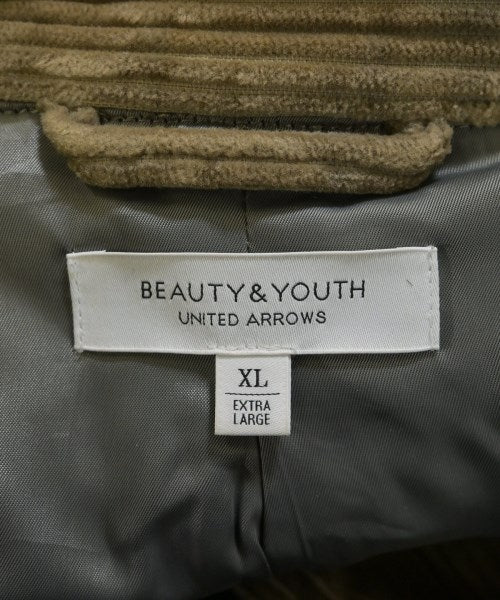 BEAUTY&YOUTH
UNITED ARROWS
XL
EXTRA
LARGE